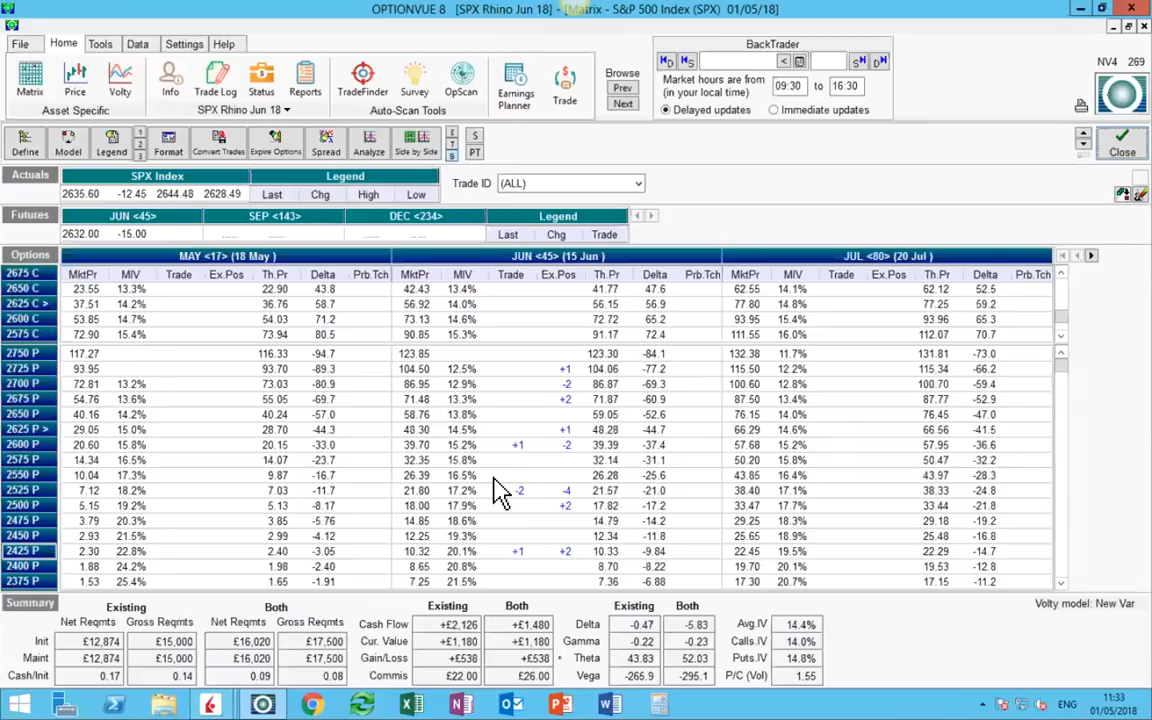 OPTIONVUE 8 [SPX Rhino Jun 18] - [Matrix - S&P 500 Index (SPX) 01/05/18]
File Home Tools Data Settings Help
Matrix Price Volty Info Trade Log Status Reports TradeFinder Survey OpScan Earnings Planner Trade
Asset Specific SPX Rhino Jun 18 Auto-Scan Tools
Browse
Prev
Next
BackTrader
Market hours are from (in your local time) 09:30 to 16:30
Delayed updates Immediate updates
NV4 269
Define Model Legend 1 2 3 Format Convert Trades Expire Options Spread Analyze Side by Side E T B S PT Close
Actuals SPX Index Legend
2635.60 -12.45 2644.48 2628.49 Last Chg High Low
Trade ID (ALL)
Futures JUN <45> SEP <143> DEC <234> Legend
2632.00 -15.00 ..... ..... ..... ..... Last Chg Trade
Options MAY <17> (18 May ) JUN <45> (15 Jun ) JUL <80> (20 Jul )
2675 C MktPr MIV Trade Ex.Pos Th.Pr Delta Prb.Tch MktPr MIV Trade Ex.Pos Th.Pr Delta Prb.Tch MktPr MIV Trade Ex.Pos Th.Pr Delta Prb.Tch
2650 C 23.55 13.3% 22.90 43.8 42.43 13.4% 41.77 47.6 62.55 14.1% 62.12 52.5
2625 C > 37.51 14.2% 36.76 58.7 56.92 14.0% 56.15 56.9 77.80 14.8% 77.25 59.2
2600 C 53.85 14.7% 54.03 71.2 73.13 14.6% 72.72 65.2 93.95 15.4% 93.96 65.3
2575 C 72.90 15.4% 73.94 80.5 90.85 15.3% 91.17 72.4 111.55 16.0% 112.07 70.7
2750 P 117.27 116.33 -94.7 123.85 123.30 -84.1 132.38 11.7% 131.81 -73.0
2725 P 93.95 93.70 -89.3 104.50 12.5% +1 104.06 -77.2 115.50 12.2% 115.34 -66.2
2700 P 72.81 13.2% 73.03 -80.9 86.95 12.9% -2 86.87 -69.3 100.60 12.8% 100.70 -59.4
2675 P 54.76 13.6% 55.05 -69.7 71.48 13.3% +2 71.87 -60.9 87.50 13.4% 87.77 -52.9
2650 P 40.16 14.2% 40.24 -57.0 58.76 13.8% 59.05 -52.6 76.15 14.0% 76.45 -47.0
2625 P > 29.05 15.0% 28.70 -44.3 48.30 14.5% +1 48.28 -44.7 66.29 14.6% 66.56 -41.5
2600 P 20.60 15.8% 20.15 -33.0 39.70 15.2% +1 -2 39.39 -37.4 57.68 15.2% 57.95 -36.6
2575 P 14.34 16.5% 14.07 -23.7 32.35 15.8% 32.14 -31.1 50.20 15.8% 50.47 -32.2
2550 P 10.04 17.3% 9.87 -16.7 26.39 16.5% 26.28 -25.6 43.85 16.4% 43.97 -28.3
2525 P 7.12 18.2% 7.03 -11.7 21.80 17.2% -2 -4 21.57 -21.0 38.40 17.1% 38.33 -24.8
2500 P 5.15 19.2% 5.13 -8.17 18.00 17.9% +2 17.82 -17.2 33.47 17.7% 33.44 -21.8
2475 P 3.79 20.3% 3.85 -5.76 14.85 18.6% 14.79 -14.2 29.25 18.3% 29.18 -19.2
2450 P 2.93 21.5% 2.99 -4.12 12.25 19.3% 12.34 -11.8 25.65 18.9% 25.48 -16.8
2425 P 2.30 22.8% 2.40 -3.05 10.32 20.1% +1 +2 10.33 -9.84 22.45 19.5% 22.29 -14.7
2400 P 1.88 24.2% 1.98 -2.40 8.65 20.8% 8.70 -8.22 19.70 20.1% 19.53 -12.8
2375 P 1.53 25.4% 1.65 -1.91 7.25 21.5% 7.36 -6.88 17.30 20.7% 17.15 -11.2
Summary Existing Both Existing Both Existing Both Volty model: New Var
Net Reqmts Gross Reqmts Net Reqmts Gross Reqmts Cash Flow +£2,126 +£1,480 Delta -0.47 -5.83 Avg.IV 14.4%
Init £12,874 £15,000 £16,020 £17,500 Cur. Value +£1,180 +£1,180 Gamma -0.22 -0.23 Calls.IV 14.0%
Maint £12,874 £15,000 £16,020 £17,500 Gain/Loss +£538 +£538 * Theta 43.83 52.03 Puts.IV 14.8%
Cash/Init 0.17 0.14 0.09 0.08 Commis £22.00 £26.00 Vega -265.9 -295.1 P/C (Vol) 1.55
ENG 11:33
01/05/2018